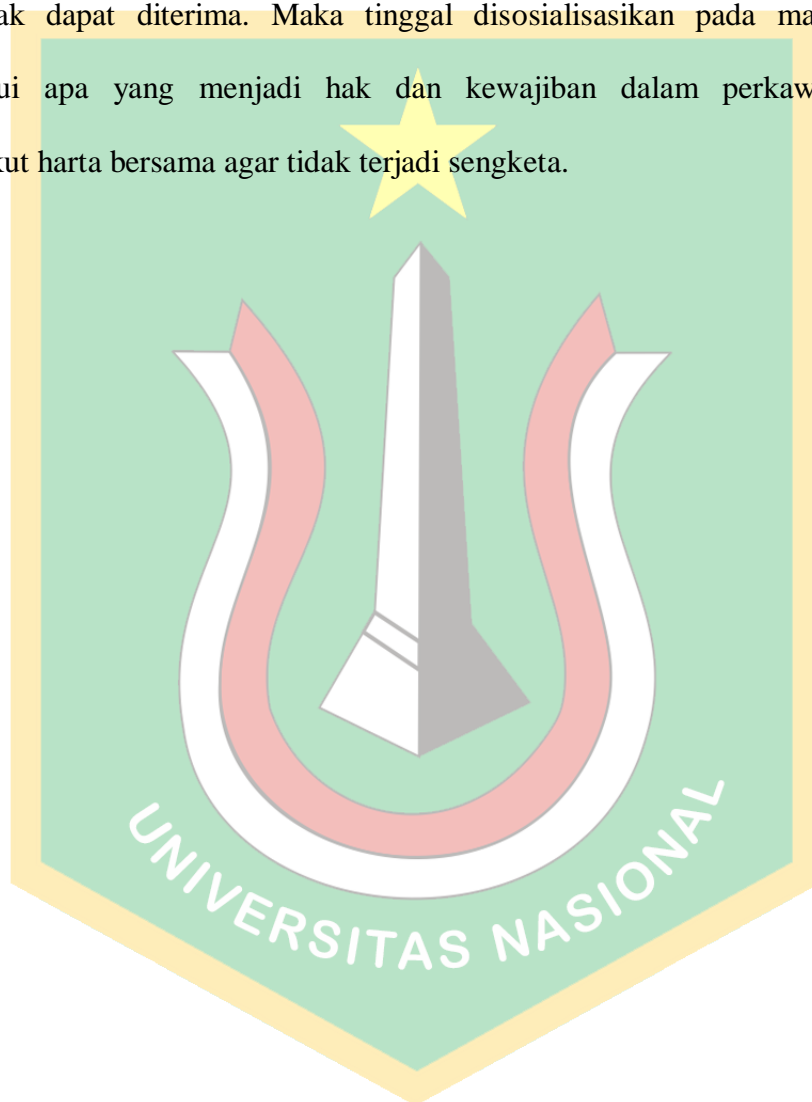 ak dapat diterima. Maka tinggal disosialisasikan pada ma
ui apa yang menjadi hak dan kewajiban dalam perkaw
kut harta bersama agar tidak terjadi sengketa.
UNIVERSITAS NASIONAL